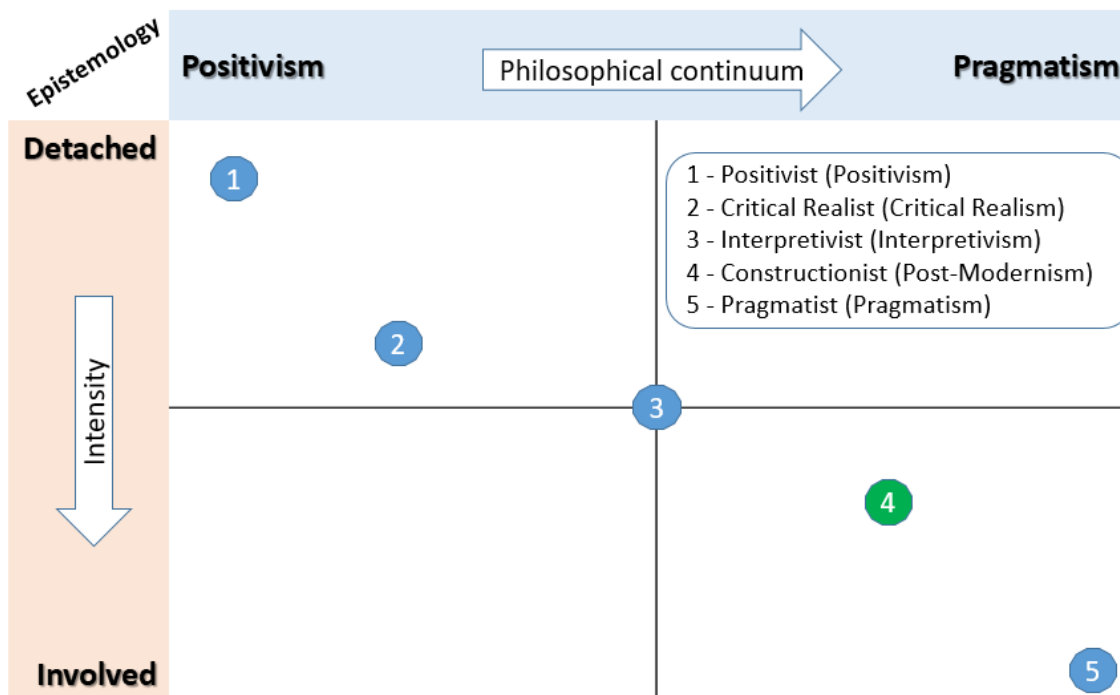 Epistemology
Positivism
Philosophical continuum
Pragmatism
Detached
1
1 - Positivist (Positivism)
2 - Critical Realist (Critical Realism)
3 - Interpretivist (Interpretivism)
4 - Constructionist (Post-Modernism)
5 - Pragmatist (Pragmatism)
2
Intensity
3
4
Involved
5